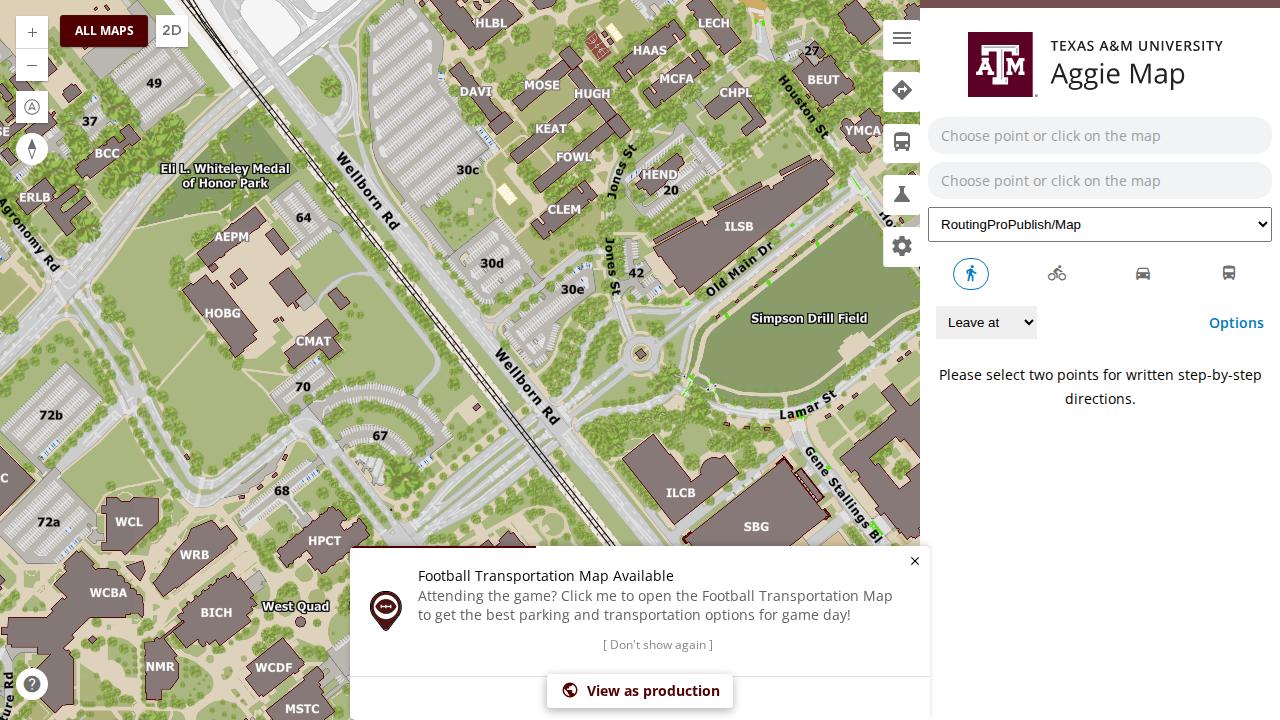 ALL MAPS
2D
HLBL
LECH
HAAS
27
49
MCFA
BEUT
DAVI
MOSE
HUGH
CHPL
Houston St
37
KEAT
YMCA
BCC
FOWL
Wellborn Rd
30c
Eli L. Whiteley Medal
of Honor Park
Jones St
HEND
20
ERLB
CLEM
64
ILSB
Agronomy Rd
AEPM
30d
Jones St
42
Old Main Dr
30e
HOBG
Simpson Drill Field
CMAT
Wellborn Rd
70
72b
Lamar St
67
Gene Stallings Bl
68
ILCB
72a
WCL
SBG
HPCT
WRB
WCBA
West Quad
BICH
NMR
WCDF
MSTC
TEXAS A&M UNIVERSITY
Aggie Map
Choose point or click on the map
Choose point or click on the map
RoutingProPublish/Map
Leave at
Options
Please select two points for written step-by-step
directions.
Football Transportation Map Available
Attending the game? Click me to open the Football Transportation Map
to get the best parking and transportation options for game day!
[ Don't show again ]
View as production